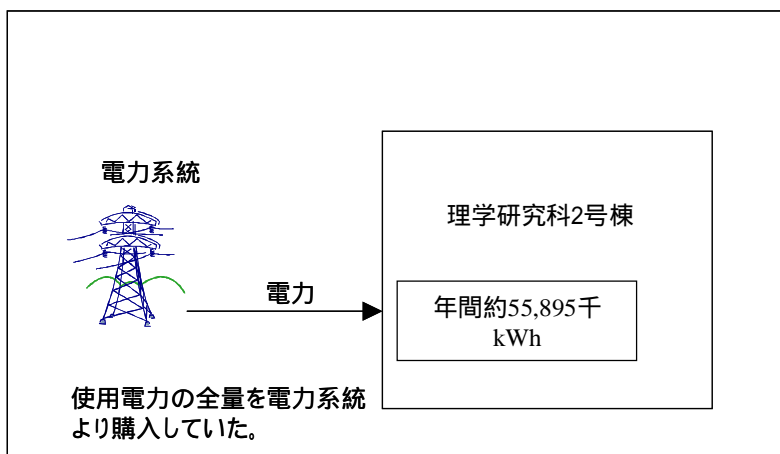 電力系統
理学研究科2号棟
電力
年間約55,895千
kWh
使用電力の全量を電力系統
より購入していた。